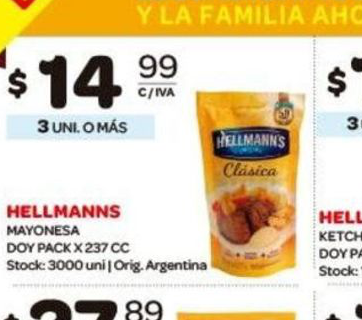 Y LA FAMILIA AHO
$14 99
C/IVA
3 UNI. O MÁS
HELLMANN'S
Clásica
HELLMANNS
MAYONESA
DOY PACK X 237 CC
Stock: 3000 uni | Orig. Argentina
$
3
HELL
KETCH
DOY PA
Stock:
89